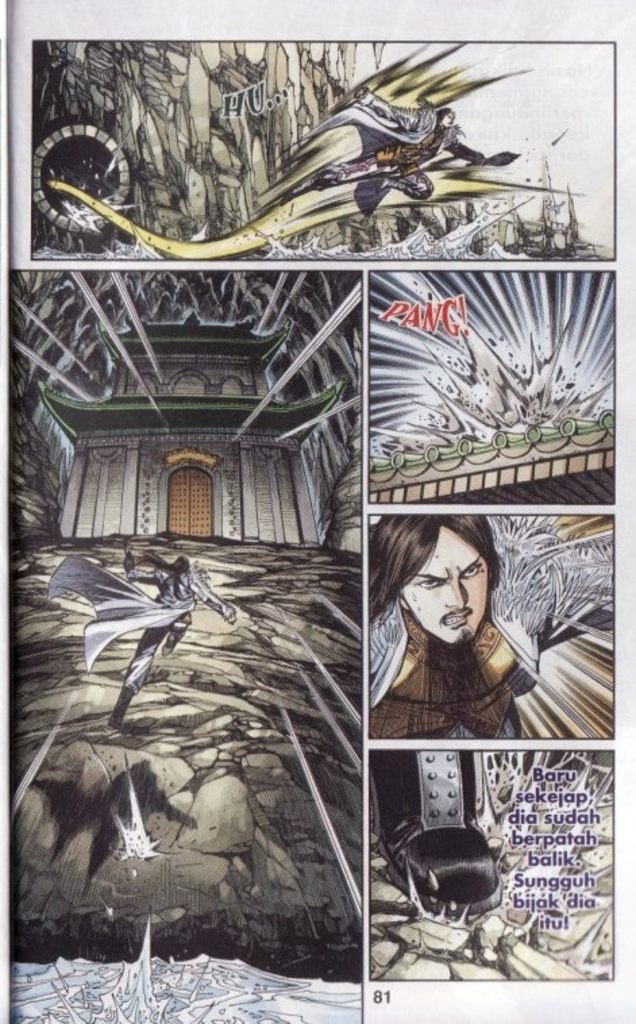 HU...
PANG!
Baru
sekejap,
dia sudah
berpatah
balik.
Sungguh
bijak dia
itu!
81